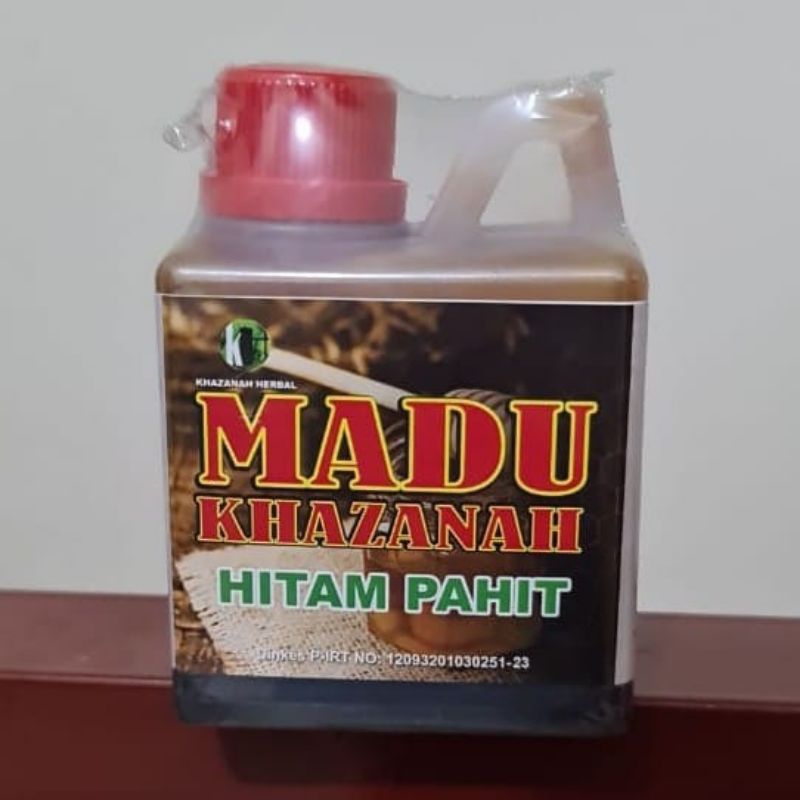 K
KHAZANAH HERBAL
MADU
KHAZANAH
HITAM PAHIT
Dinkes P-IRT NO: 12093201030251-23